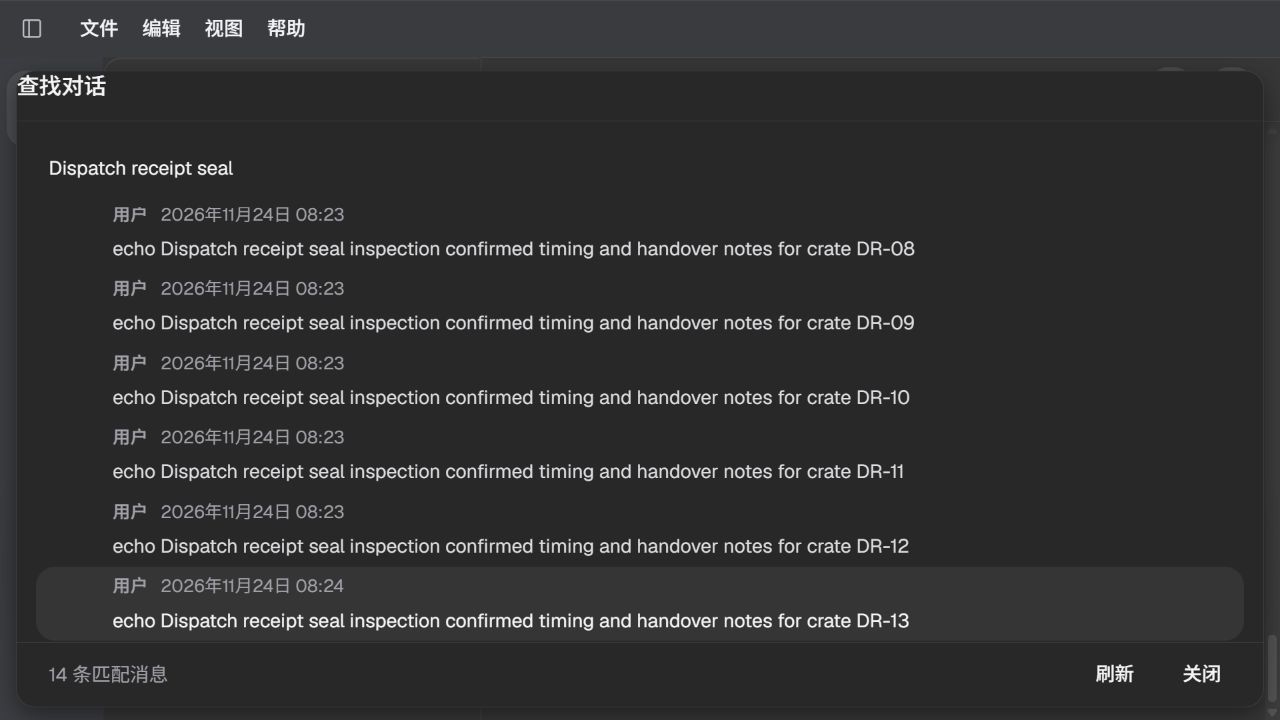 文件 编辑 视图 帮助
查找对话
Dispatch receipt seal
用户 2026年11月24日 08:23
echo Dispatch receipt seal inspection confirmed timing and handover notes for crate DR-08
用户 2026年11月24日 08:23
echo Dispatch receipt seal inspection confirmed timing and handover notes for crate DR-09
用户 2026年11月24日 08:23
echo Dispatch receipt seal inspection confirmed timing and handover notes for crate DR-10
用户 2026年11月24日 08:23
echo Dispatch receipt seal inspection confirmed timing and handover notes for crate DR-11
用户 2026年11月24日 08:23
echo Dispatch receipt seal inspection confirmed timing and handover notes for crate DR-12
用户 2026年11月24日 08:24
echo Dispatch receipt seal inspection confirmed timing and handover notes for crate DR-13
14 条匹配消息 刷新 关闭